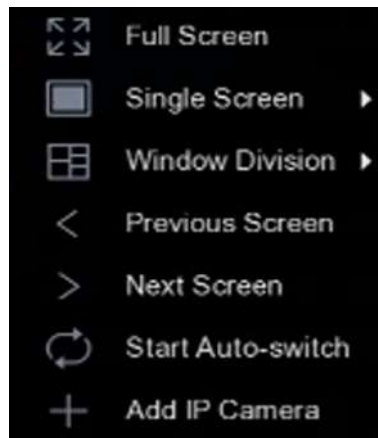 Full Screen
Single Screen
Window Division
Previous Screen
Next Screen
Start Auto-switch
Add IP Camera